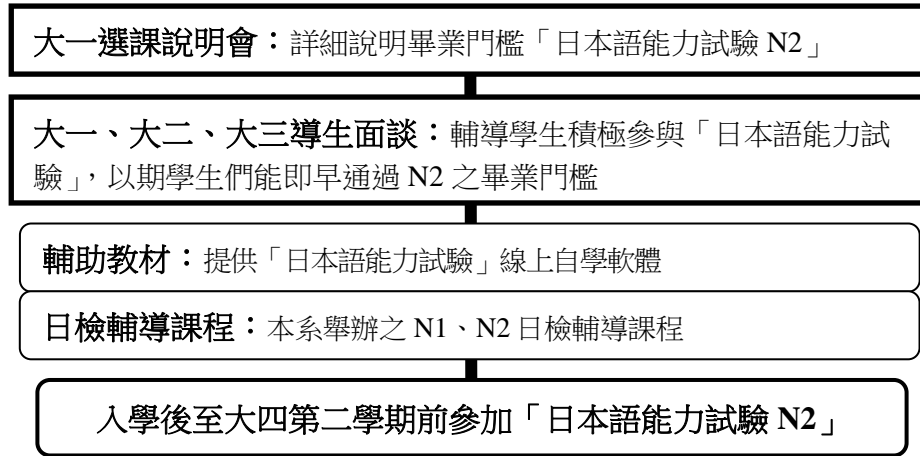 大一選課說明會：詳細說明畢業門檻「日本語能力試驗 N2」
大一、大二、大三導生面談：輔導學生積極參與「日本語能力試
驗」，以期學生們能即早通過 N2 之畢業門檻
輔助教材：提供「日本語能力試驗」線上自學軟體
日檢輔導課程：本系舉辦之 N1、N2 日檢輔導課程
入學後至大四第二學期前參加「日本語能力試驗 N2」